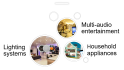 Multi-audio
entertainment
Lighting
systems
Household
appliances